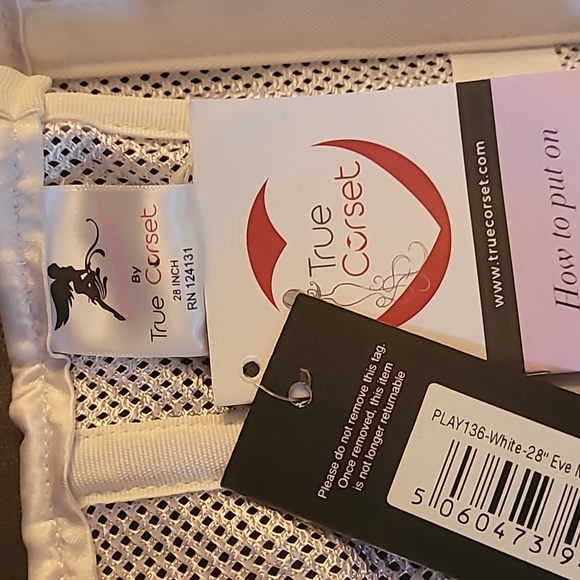 By
True Corset
28 INCH
RN 124131
True
Corset
www.truecorset.com
How to put on
Please do not remove this tag.
Once removed, this item
is not longer returnable
PLAY136-White-28" Eve
5 060473 9